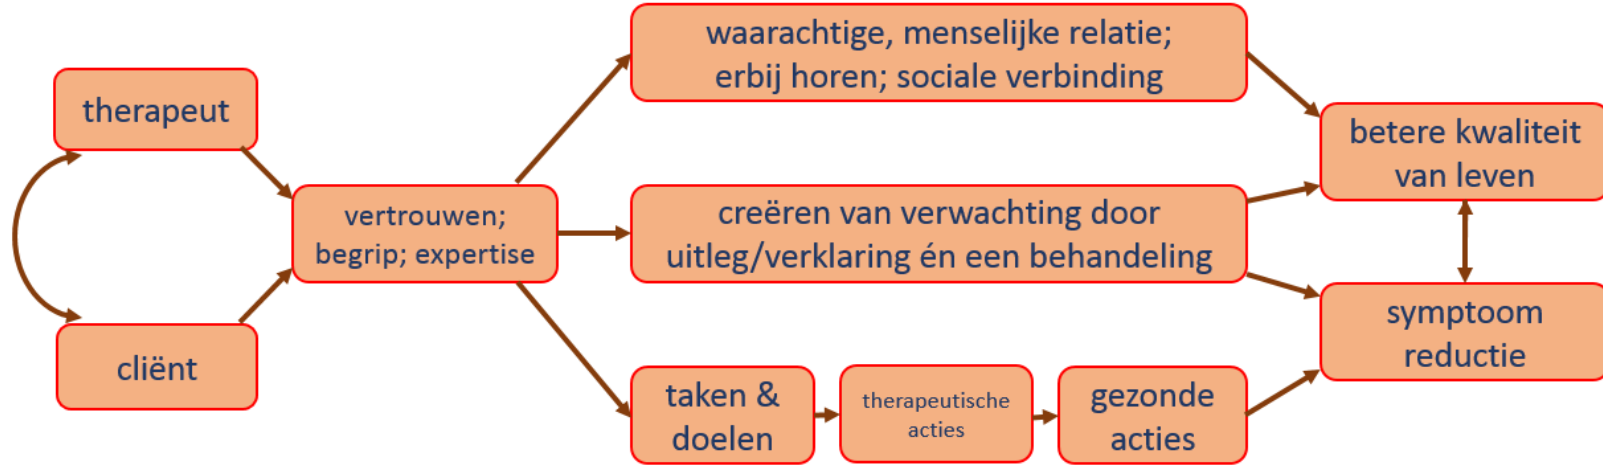 therapeut
cliënt
vertrouwen;
begrip; expertise
waarachtige, menselijke relatie;
erbij horen; sociale verbinding
creëren van verwachting door
uitleg/verklaring én een behandeling
taken &
doelen
therapeutische
acties
gezonde
acties
betere kwaliteit
van leven
symptoom
reductie